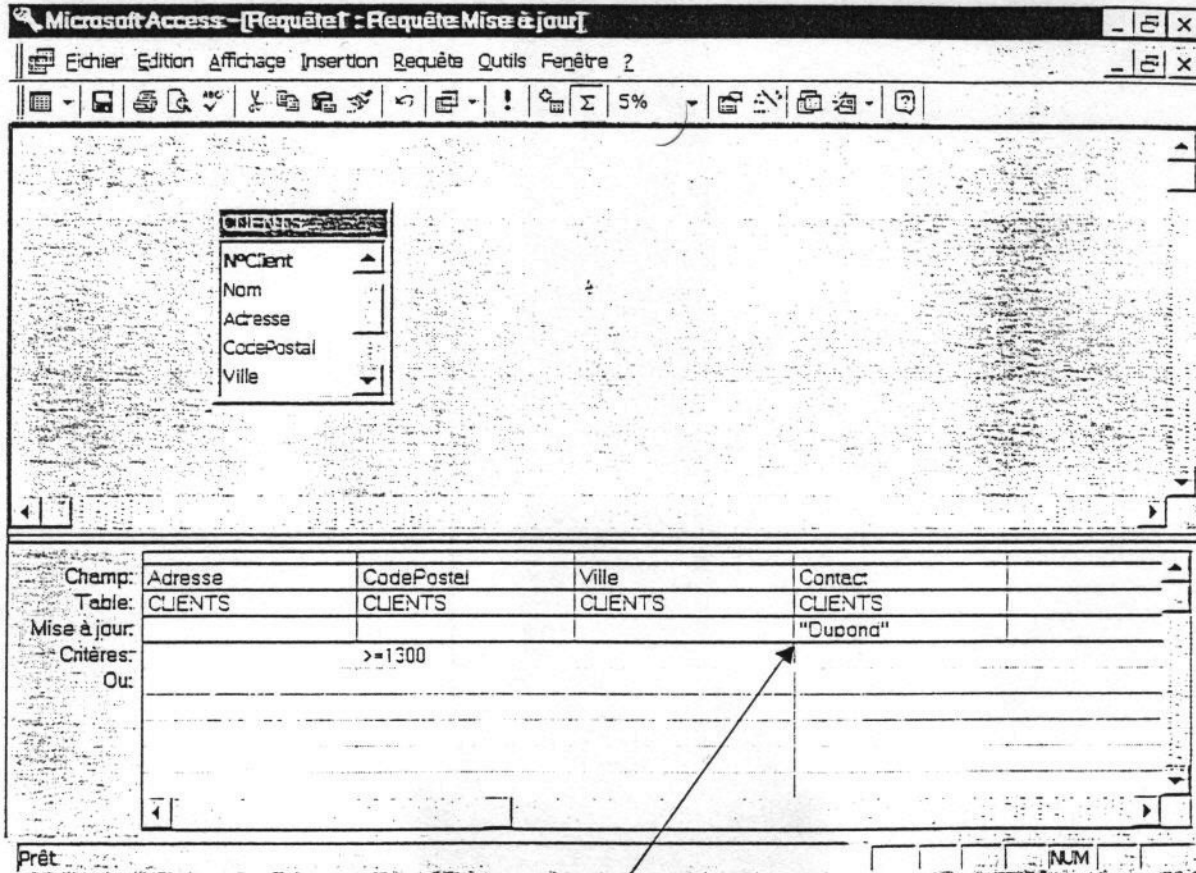 Microsoft Access - [Requête1 : Requête Mise à jour]
Fichier Edition Affichage Insertion Requête Outils Fenêtre ?
ABC
Σ 5%
CLIENTS
N°Client
Nom
Adresse
CodePostal
Ville
Champ: Adresse CodePostal Ville Contact
Table: CLIENTS CLIENTS CLIENTS CLIENTS
Mise à jour: "Dupond"
Critères: >=1300
Ou:
Prêt NUM